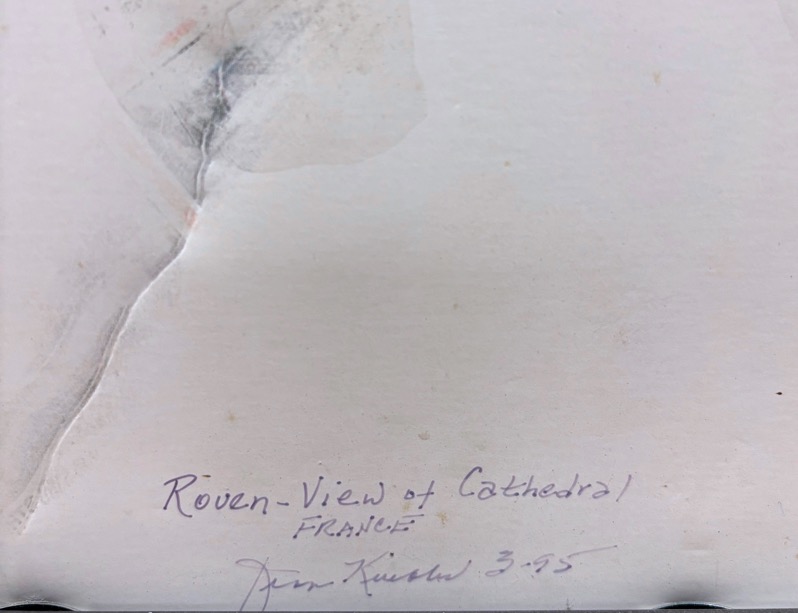 Rouen - View of Cathedral
FRANCE
3-95